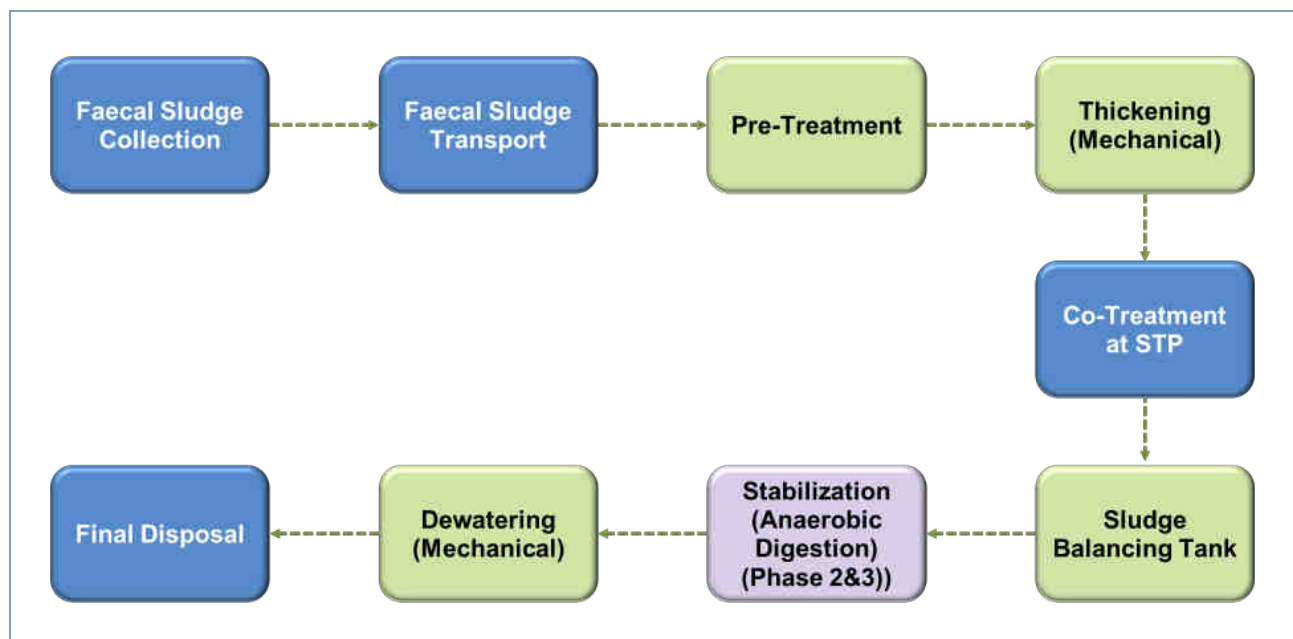 Faecal Sludge
Collection
Faecal Sludge
Transport
Pre-Treatment
Thickening
(Mechanical)
Co-Treatment
at STP
Sludge
Balancing Tank
Stabilization
(Anaerobic
Digestion)
(Phase 2&3))
Dewatering
(Mechanical)
Final Disposal